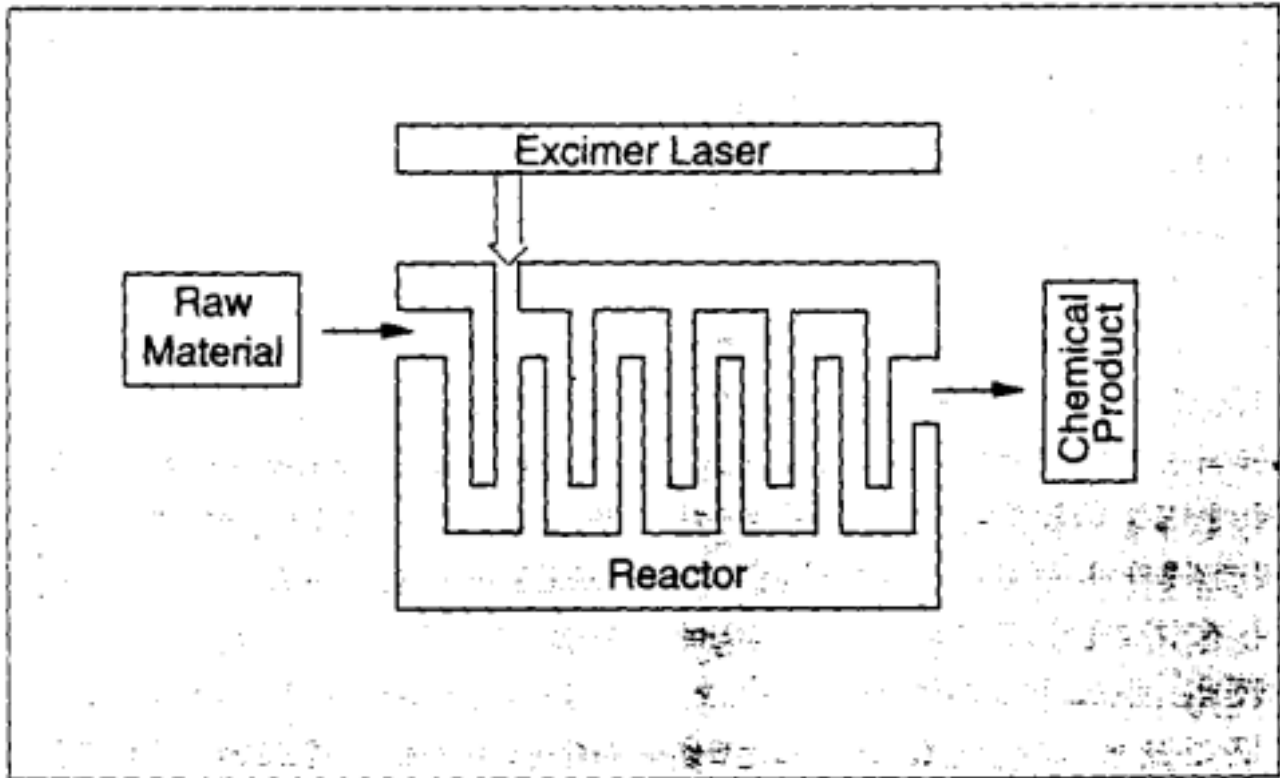 Excimer Laser
Raw
Material
Chemical
Product
Reactor